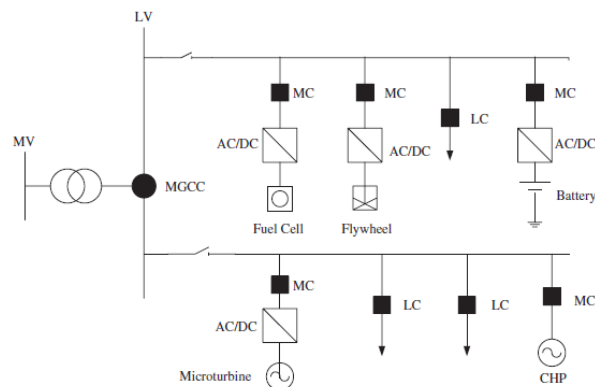 LV
MC
MC
LC
MC
AC/DC
AC/DC
AC/DC
MV
MGCC
Fuel Cell
Flywheel
Battery
MC
LC
LC
MC
AC/DC
Microturbine
CHP